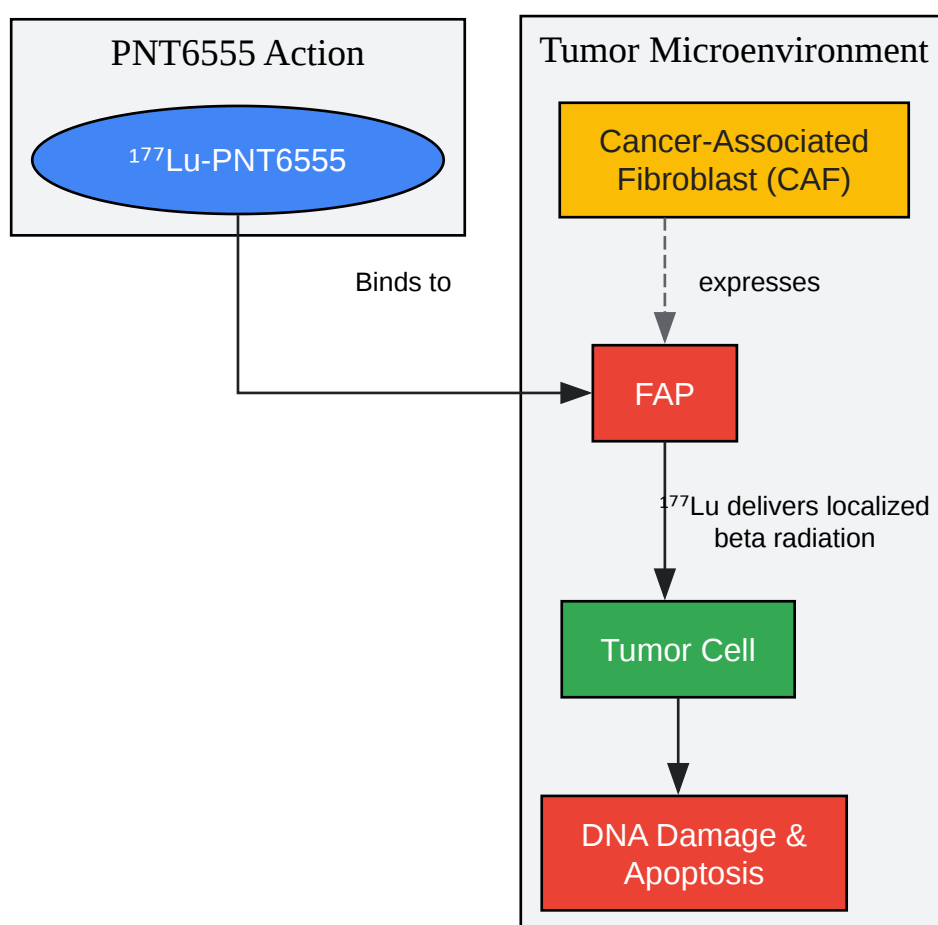 PNT6555 Action
¹⁷⁷Lu-PNT6555
Binds to
Tumor Microenvironment
Cancer-Associated
Fibroblast (CAF)
expresses
FAP
¹⁷⁷Lu delivers localized
beta radiation
Tumor Cell
DNA Damage &
Apoptosis